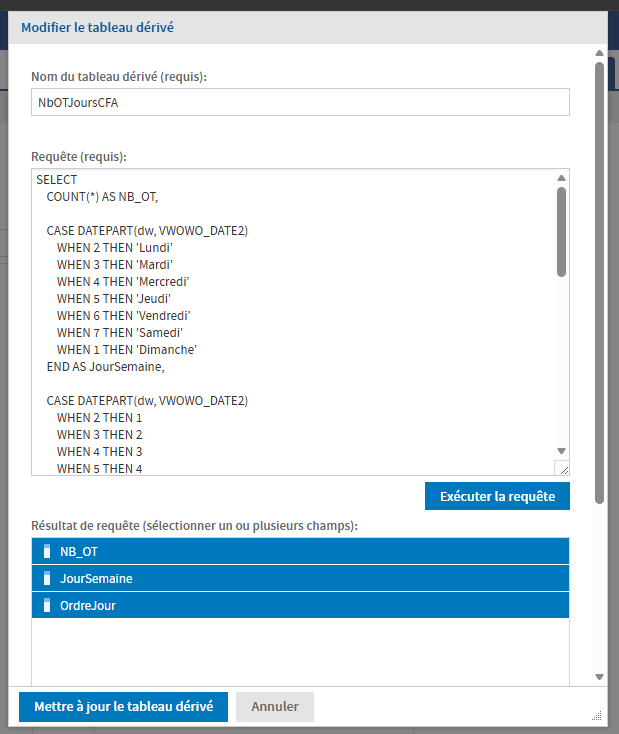 Modifier le tableau dérivé
Nom du tableau dérivé (requis):
NbOTJoursCFA
Requête (requis):
SELECT
COUNT(*) AS NB_OT,
CASE DATEPART(dw, VWOWO_DATE2)
WHEN 2 THEN 'Lundi'
WHEN 3 THEN 'Mardi'
WHEN 4 THEN 'Mercredi'
WHEN 5 THEN 'Jeudi'
WHEN 6 THEN 'Vendredi'
WHEN 7 THEN 'Samedi'
WHEN 1 THEN 'Dimanche'
END AS JourSemaine,
CASE DATEPART(dw, VWOWO_DATE2)
WHEN 2 THEN 1
WHEN 3 THEN 2
WHEN 4 THEN 3
WHEN 5 THEN 4
Exécuter la requête
Résultat de requête (sélectionner un ou plusieurs champs):
NB_OT
JourSemaine
OrdreJour
Mettre à jour le tableau dérivé
Annuler